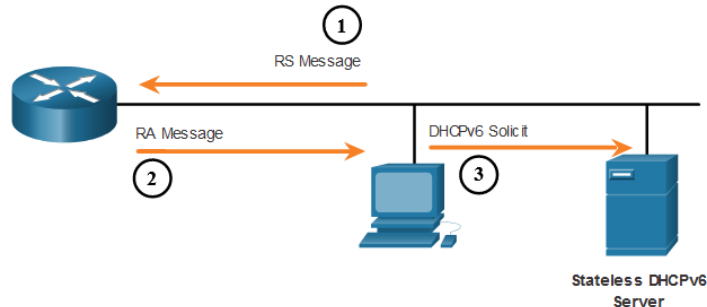 1
RS Message
RA Message
2
DHCPv6 Solicit
3
Stateless DHCPv6
Server